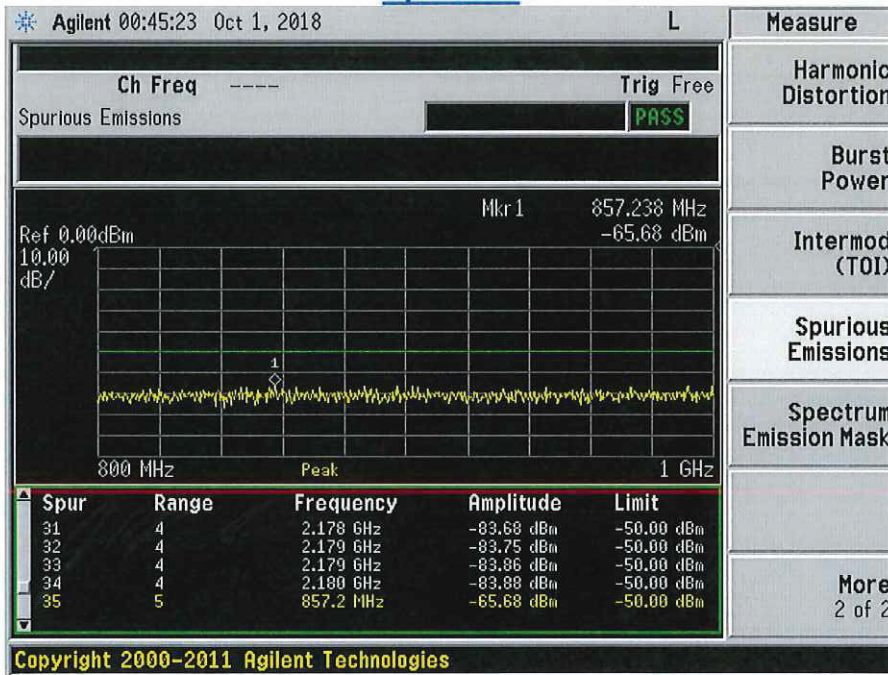 Agilent 00:45:23 Oct 1, 2018 L
Measure
Ch Freq ---- Trig Free
Spurious Emissions PASS
Harmonic
Distortion
Burst
Power
Mkr1 857.238 MHz
Ref 0.00dBm -65.68 dBm
10.00
dB/
1
Intermod
(TOI)
Spurious
Emissions
Spectrum
Emission Mask
800 MHz Peak 1 GHz
Spur Range Frequency Amplitude Limit
31 4 2.178 GHz -83.68 dBm -50.00 dBm
32 4 2.179 GHz -83.75 dBm -50.00 dBm
33 4 2.179 GHz -83.86 dBm -50.00 dBm
34 4 2.180 GHz -83.88 dBm -50.00 dBm
35 5 857.2 MHz -65.68 dBm -50.00 dBm
More
2 of 2
Copyright 2000-2011 Agilent Technologies